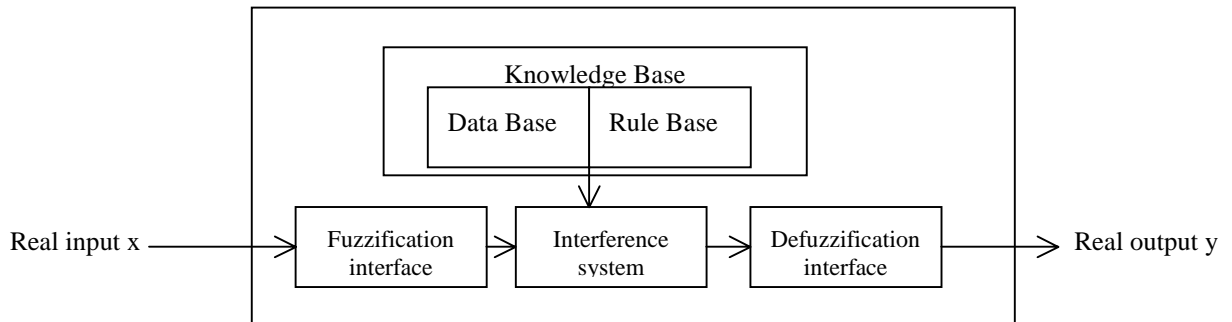 Knowledge Base
Data Base
Rule Base
Real input x
Fuzzification
interface
Interference
system
Defuzzification
interface
Real output y